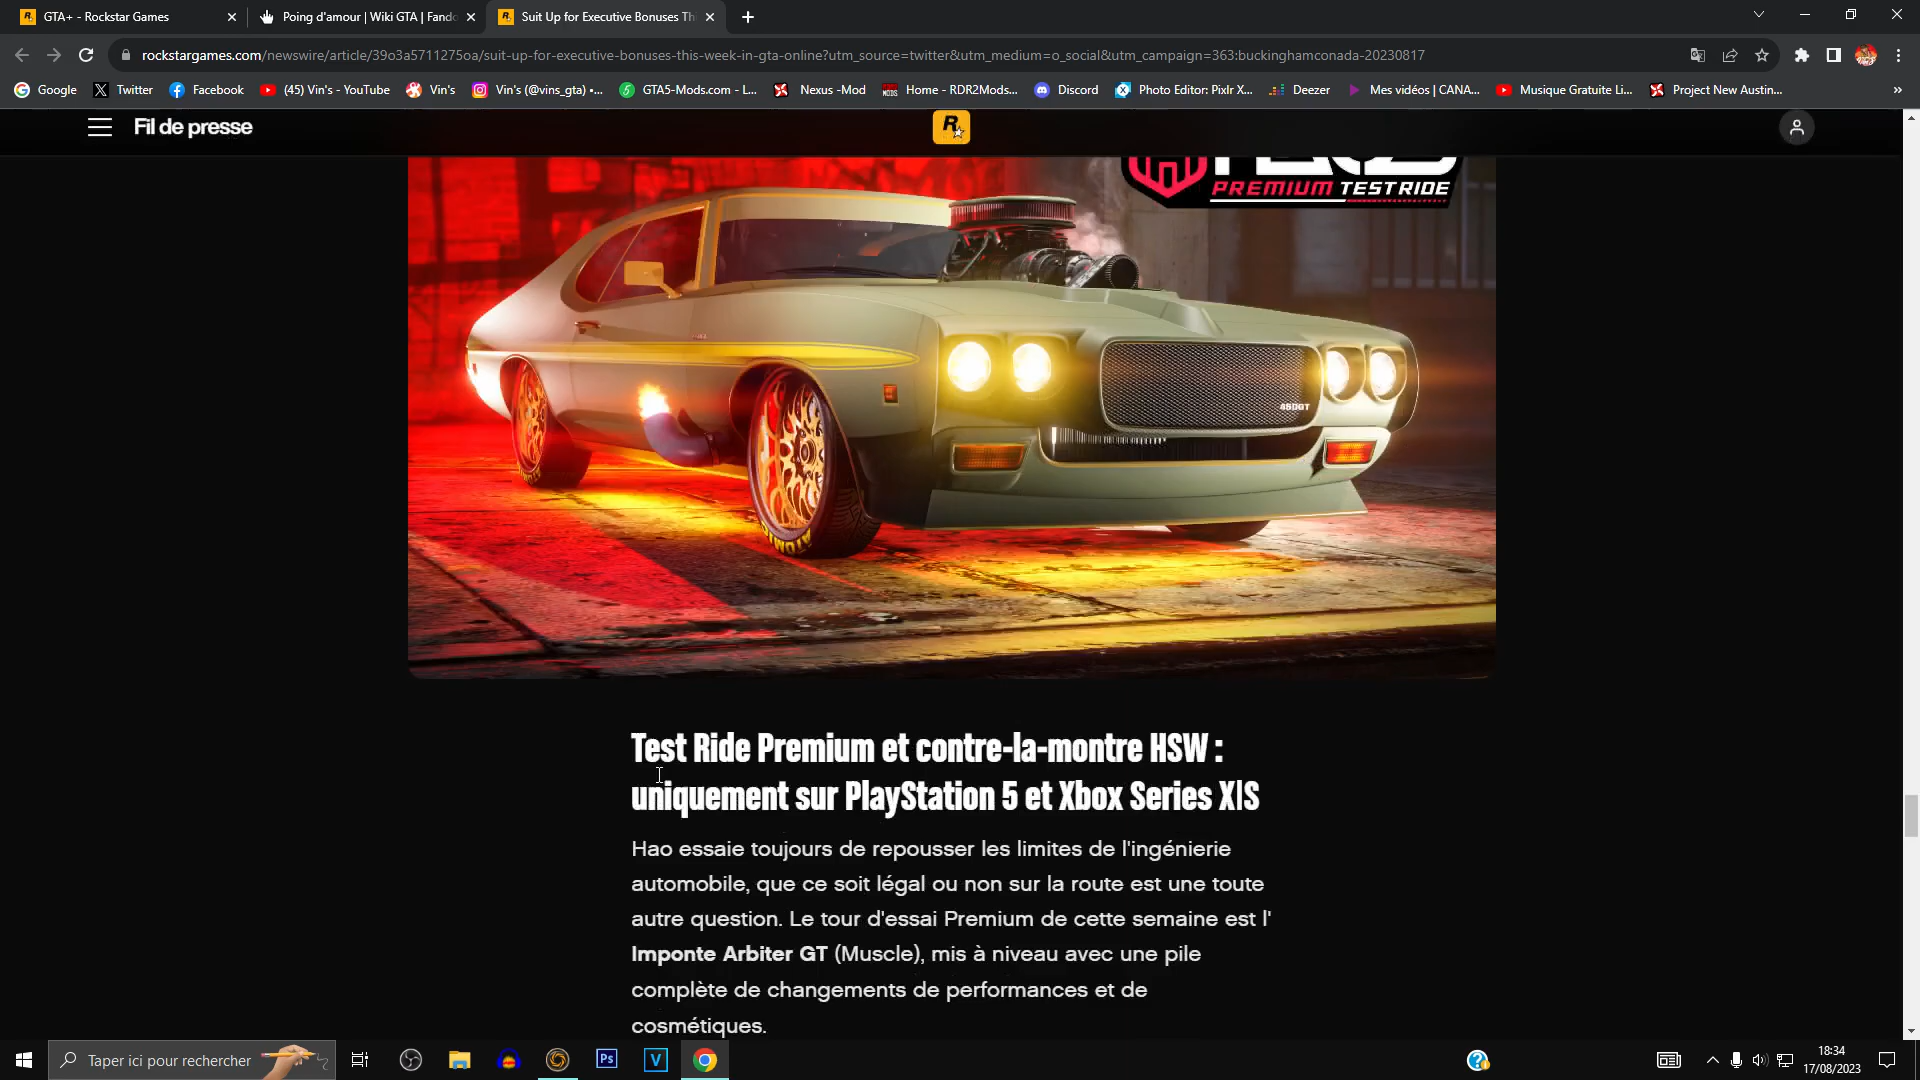 GTA+ - Rockstar Games
Poing d'amour | Wiki GTA | Fando
Suit Up for Executive Bonuses Thi
rockstargames.com/newswire/article/39o3a5711275oa/suit-up-for-executive-bonuses-this-week-in-gta-online?utm_source=twitter&utm_medium=o_social&utm_campaign=363:buckinghamconada-20230817
Google
Twitter
Facebook
(45) Vin's - YouTube
Vin's
Vin's (@vins_gta) •...
GTA5-Mods.com - L...
Nexus -Mod
Home - RDR2Mods...
Discord
Photo Editor: Pixlr X...
Deezer
Mes vidéos | CANA...
Musique Gratuite Li...
Project New Austin...
»
Fil de presse
PREMIUM TEST RIDE
450GT
ATOMIC
Test Ride Premium et contre-la-montre HSW :
uniquement sur PlayStation 5 et Xbox Series X|S
Hao essaie toujours de repousser les limites de l'ingénierie
automobile, que ce soit légal ou non sur la route est une toute
autre question. Le tour d'essai Premium de cette semaine est l'
Imponte Arbiter GT (Muscle), mis à niveau avec une pile
complète de changements de performances et de
cosmétiques.
Taper ici pour rechercher
Ps
V
18:34
17/08/2023